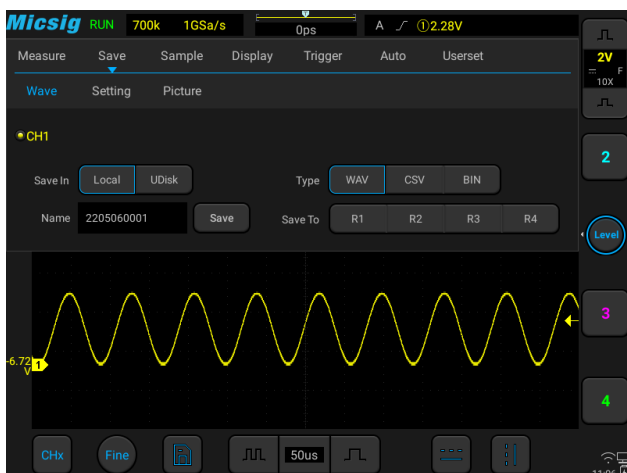 Micsig RUN 700k 1GSa/s T 0ps A ①2.28V
Measure Save Sample Display Trigger Auto Userset
2V
F
10X
Wave Setting Picture
CH1
2
Save In Local UDisk Type WAV CSV BIN
Name 2205060001 Save Save To R1 R2 R3 R4
Level
3
-6.72
V
1
4
CHx Fine 50us